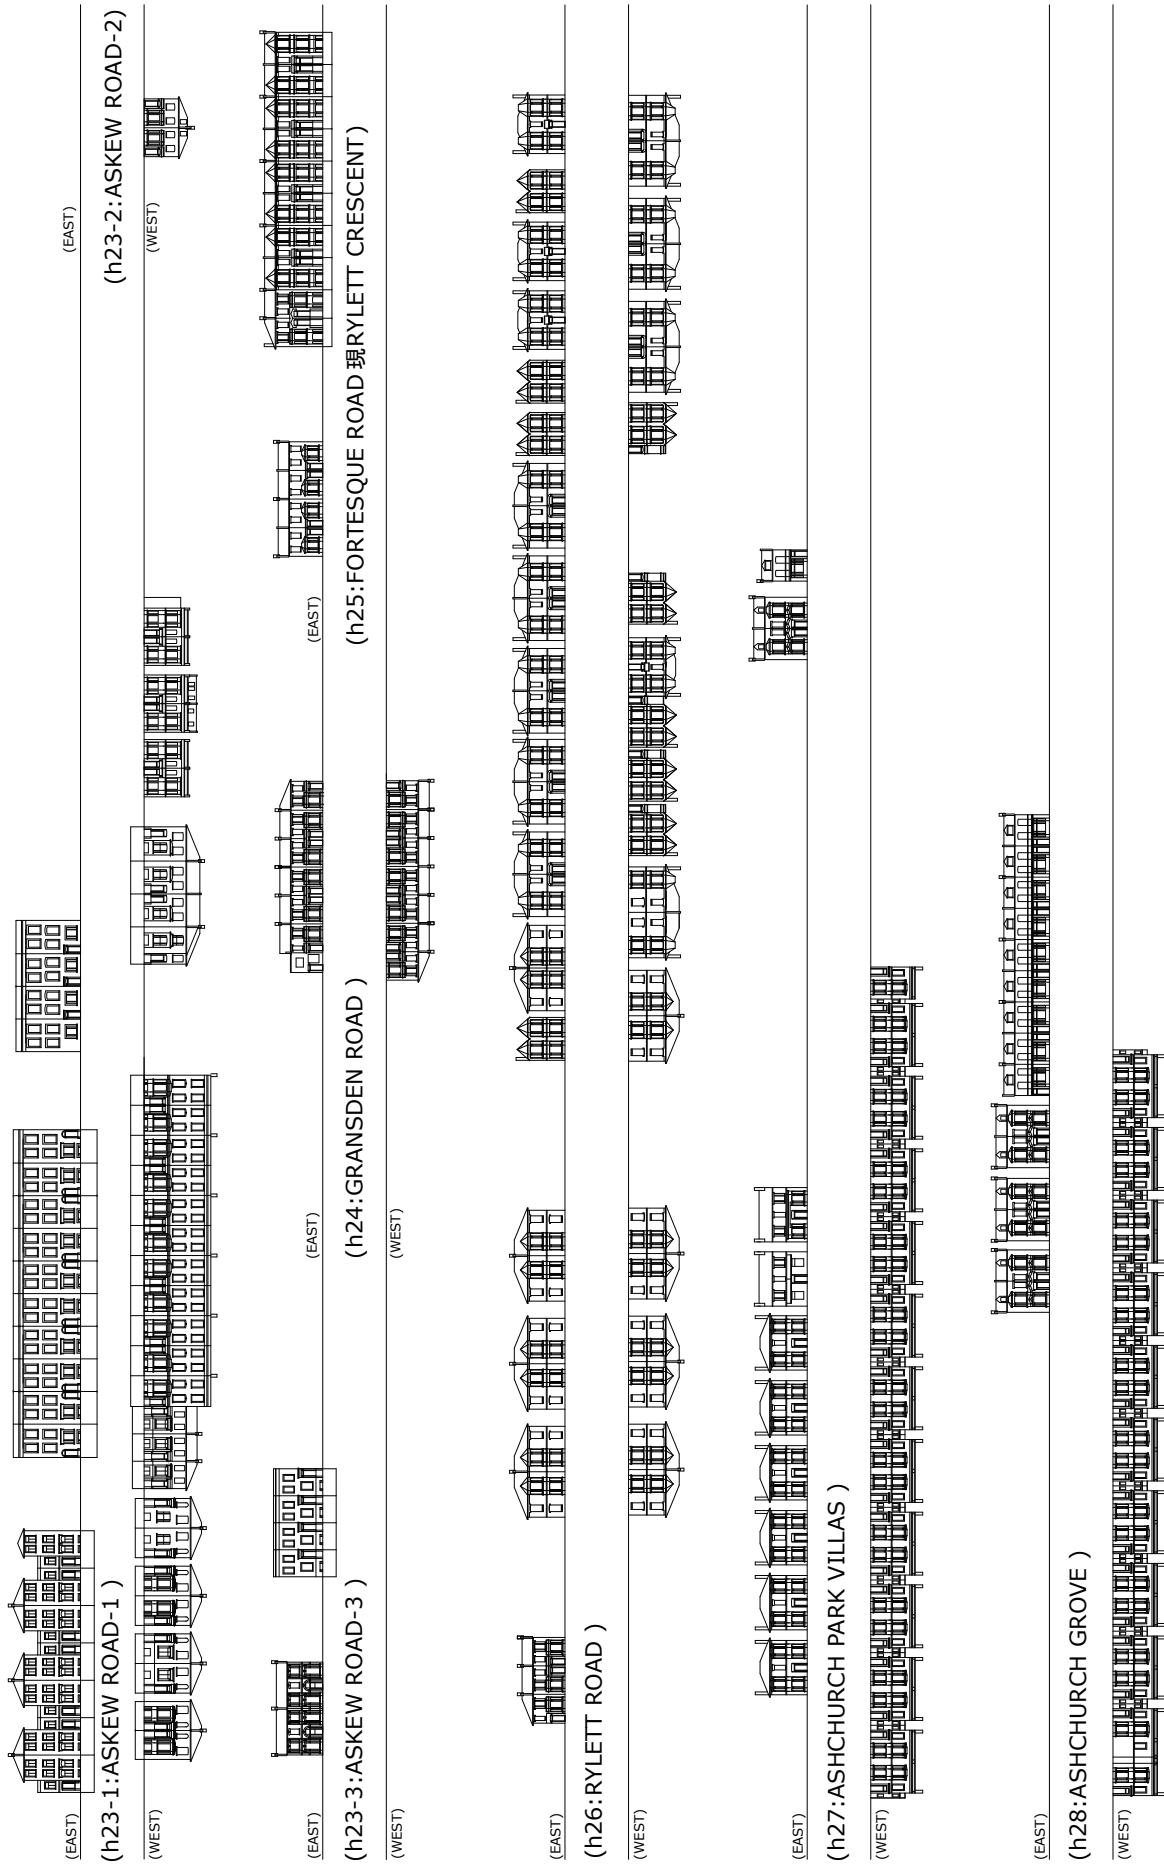 (EAST)
(h23-1:ASKEW ROAD-1 )
(WEST)
(EAST)
(h23-2:ASKEW ROAD-2)
(WEST)
(EAST)
(h23-3:ASKEW ROAD-3 )
(WEST)
(EAST)
(h24:GRANSDEN ROAD )
(WEST)
(EAST)
(h25:FORTESQUE ROAD 現RYLETT CRESCENT)
(EAST)
(h26:RYLETT ROAD )
(WEST)
(EAST)
(h27:ASHCHURCH PARK VILLAS )
(WEST)
(EAST)
(h28:ASHCHURCH GROVE )
(WEST)